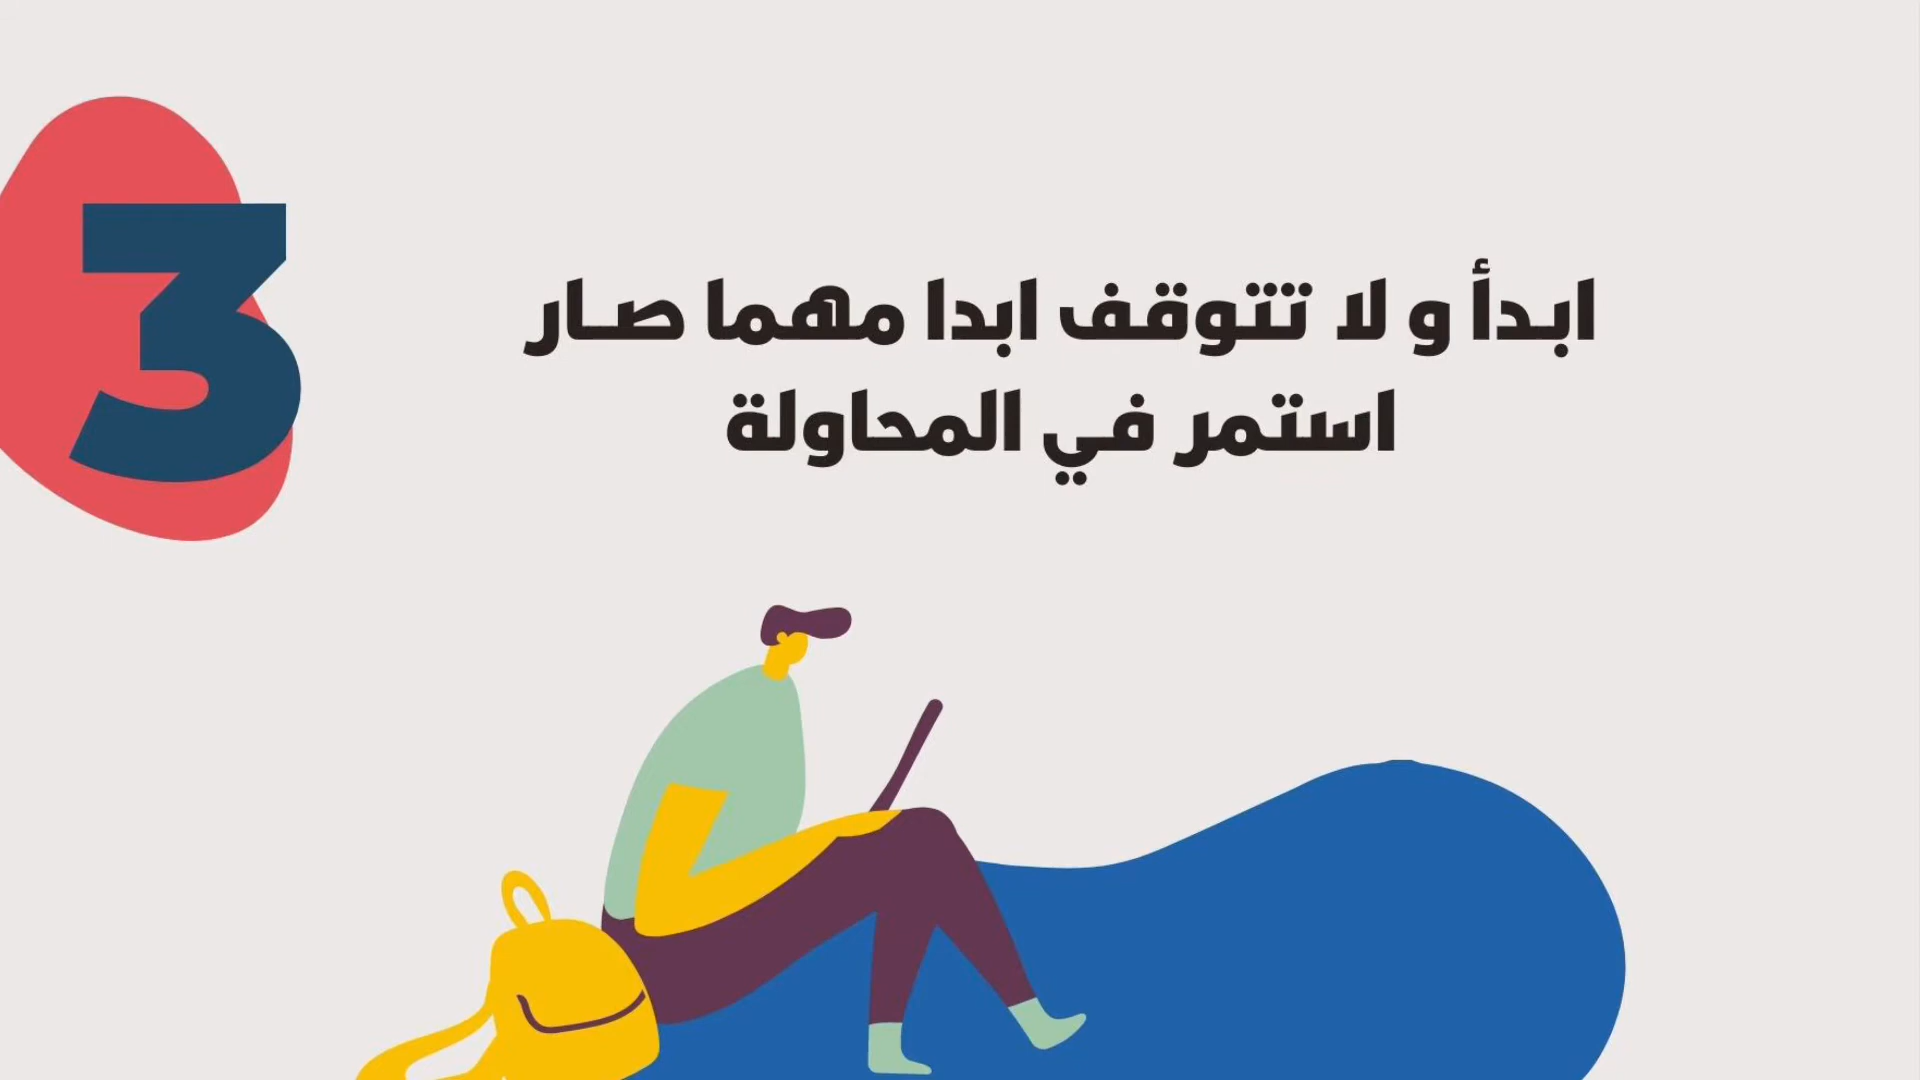 3
ابدأ و لا تتوقف ابدا مهما صار
استمر في المحاولة